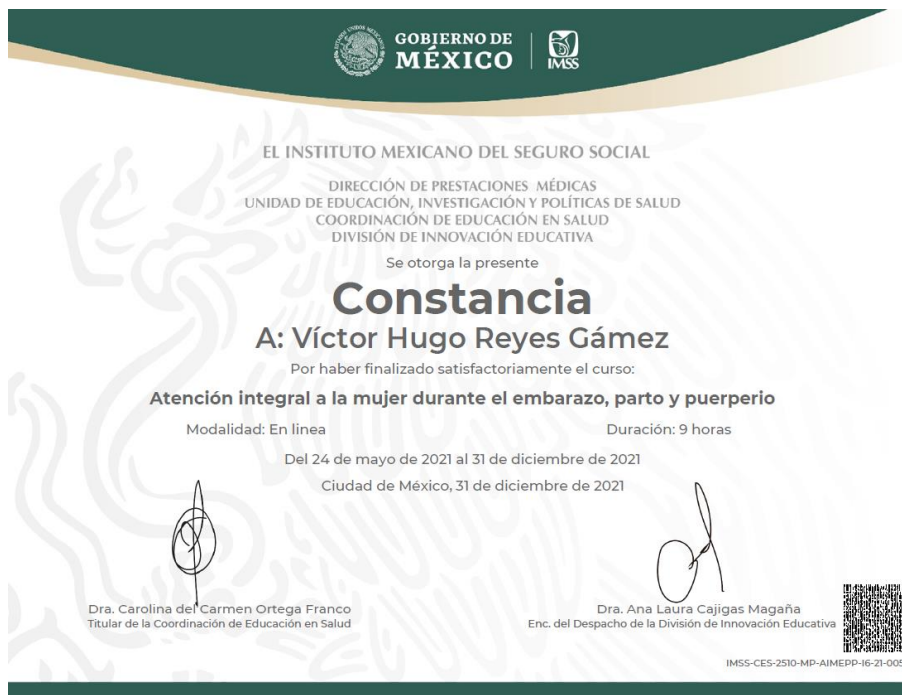 GOBIERNO DE
MÉXICO
IMSS
EL INSTITUTO MEXICANO DEL SEGURO SOCIAL
DIRECCIÓN DE PRESTACIONES MÉDICAS
UNIDAD DE EDUCACIÓN, INVESTIGACIÓN Y POLÍTICAS DE SALUD
COORDINACIÓN DE EDUCACIÓN EN SALUD
DIVISIÓN DE INNOVACIÓN EDUCATIVA
Se otorga la presente
Constancia
A: Víctor Hugo Reyes Gámez
Por haber finalizado satisfactoriamente el curso:
Atención integral a la mujer durante el embarazo, parto y puerperio
Modalidad: En linea Duración: 9 horas
Del 24 de mayo de 2021 al 31 de diciembre de 2021
Ciudad de México, 31 de diciembre de 2021
Dra. Carolina del Carmen Ortega Franco
Titular de la Coordinación de Educación en Salud
Dra. Ana Laura Cajigas Magaña
Enc. del Despacho de la División de Innovación Educativa
IMSS-CES-2510-MP-AIMEPP-I6-21-005